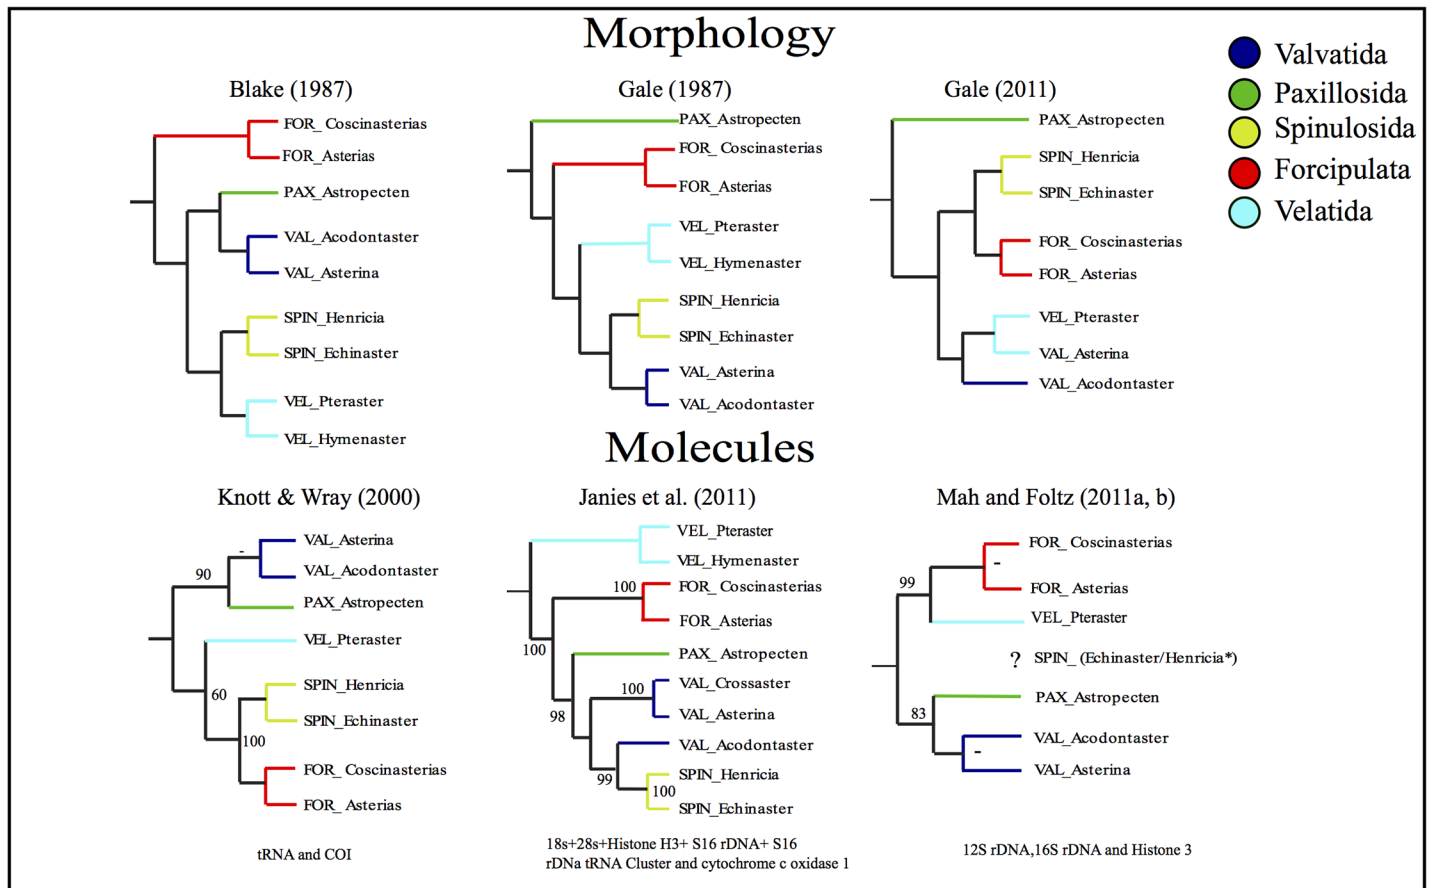 Morphology
Valvatida
Paxillosida
Spinulosida
Forcipulata
Velatida
Blake (1987)
FOR_ Coscinasterias
FOR_Asterias
PAX_Astropecten
VAL_Acodontaster
VAL_Asterina
SPIN_Henricia
SPIN_Echinaster
VEL_Pteraster
VEL_Hymenaster
Gale (1987)
PAX_Astropecten
FOR_ Coscinasterias
FOR_Asterias
VEL_Pteraster
VEL_Hymenaster
SPIN_Henricia
SPIN_Echinaster
VAL_Asterina
VAL_Acodontaster
Gale (2011)
PAX_Astropecten
SPIN_Henricia
SPIN_Echinaster
FOR_ Coscinasterias
FOR_Asterias
VEL_Pteraster
VAL_Asterina
VAL_Acodontaster
Molecules
Knott & Wray (2000)
VAL_Asterina
-
VAL_Acodontaster
90
PAX_Astropecten
VEL_Pteraster
SPIN_Henricia
60
SPIN_Echinaster
100
FOR_ Coscinasterias
FOR_ Asterias
tRNA and COI
Janies et al. (2011)
VEL_Pteraster
VEL_Hymenaster
100
FOR_ Coscinasterias
FOR_ Asterias
100
PAX_ Astropecten
100
VAL_Crossaster
VAL_Asterina
98
VAL_Acodontaster
SPIN_Henricia
99
100
SPIN_Echinaster
18s+28s+Histone H3+ S16 rDNA+ S16
rDNa tRNA Cluster and cytochrome c oxidase 1
Mah and Foltz (2011a, b)
FOR_ Coscinasterias
-
99
FOR_ Asterias
VEL_Pteraster
? SPIN_ (Echinaster/Henricia*)
PAX_Astropecten
83
VAL_Acodontaster
-
VAL_Asterina
12S rDNA,16S rDNA and Histone 3